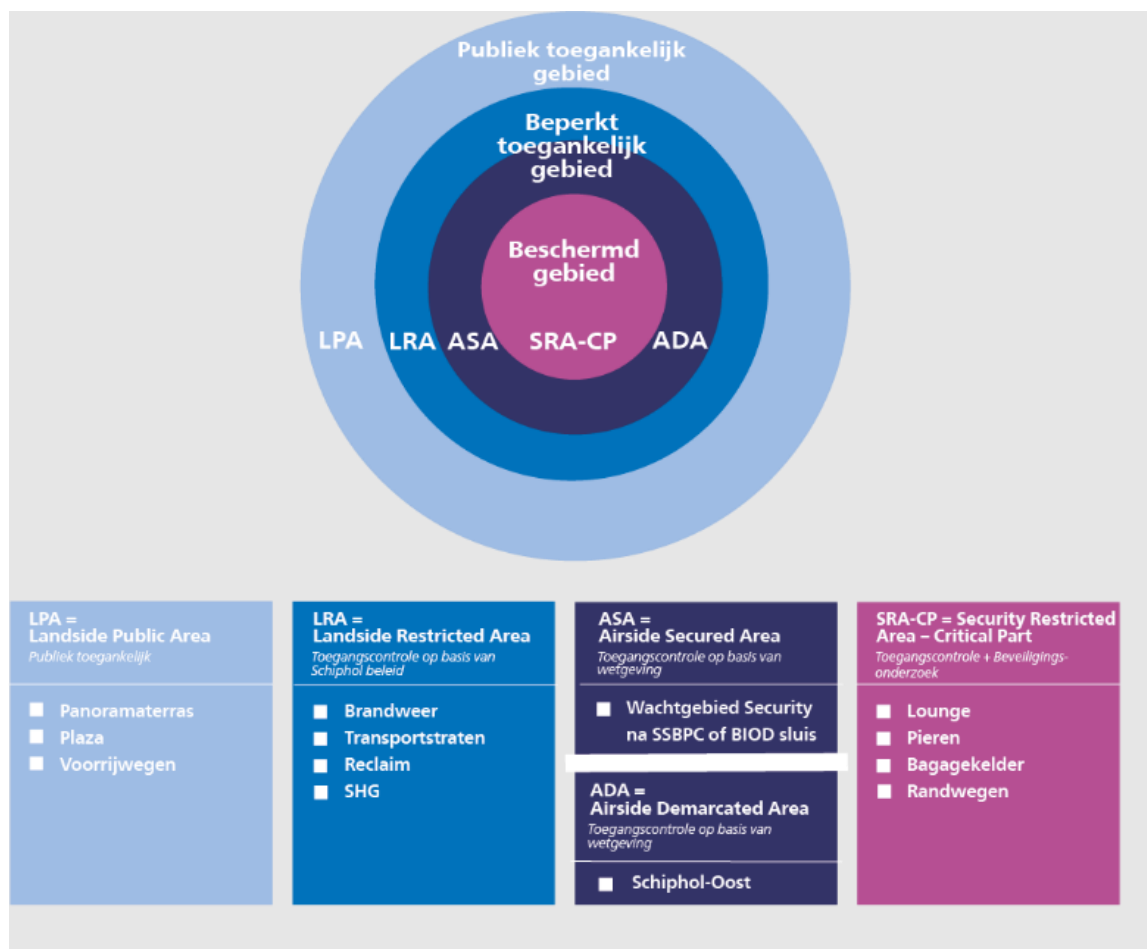 Publiek toegankelijk
gebied
Beperkt
toegankelijk
gebied
Beschermd
gebied
LPA
LRA
ASA
SRA-CP
ADA
LPA =
Landside Public Area
Publiek toegankelijk
Panoramaterras
Plaza
Voorrijwegen
LRA =
Landside Restricted Area
Toegangscontrole op basis van
Schiphol beleid
Brandweer
Transportstraten
Reclaim
SHG
ASA =
Airside Secured Area
Toegangscontrole op basis van
wetgeving
Wachtgebied Security
na SSBPC of BIOD sluis
ADA =
Airside Demarcated Area
Toegangscontrole op basis van
wetgeving
Schiphol-Oost
SRA-CP = Security Restricted
Area – Critical Part
Toegangscontrole + Beveiligings-
onderzoek
Lounge
Pieren
Bagagekelder
Randwegen